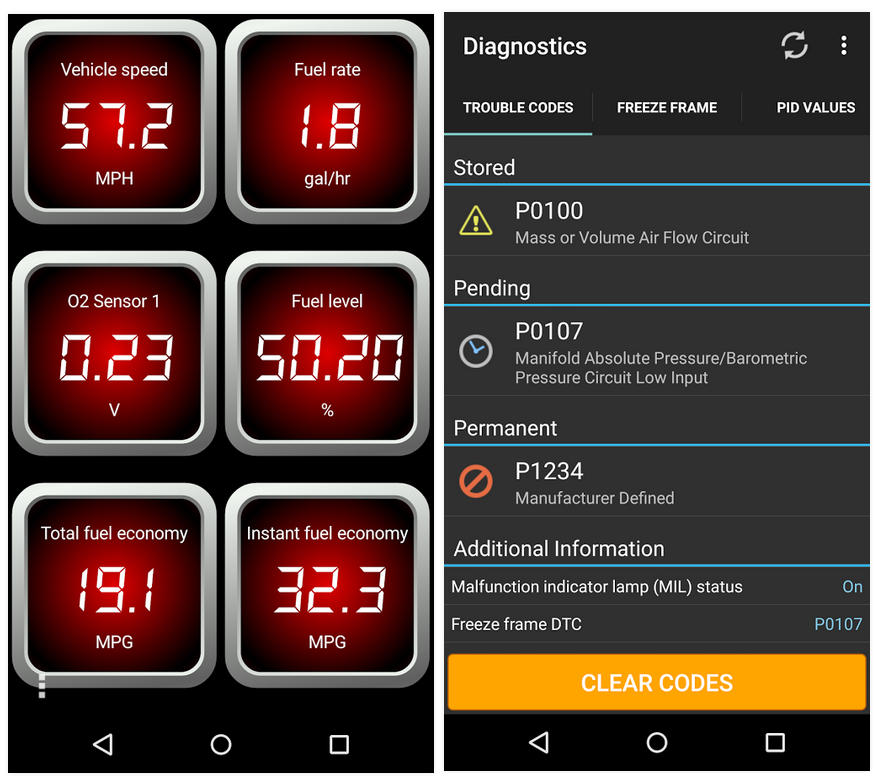 Vehicle speed
57.2
MPH
Fuel rate
1.8
gal/hr
O2 Sensor 1
0.23
V
Fuel level
50.20
%
Total fuel economy
19.1
MPG
Instant fuel economy
32.3
MPG
Diagnostics
TROUBLE CODES
FREEZE FRAME
PID VALUES
Stored
P0100
Mass or Volume Air Flow Circuit
Pending
P0107
Manifold Absolute Pressure/Barometric
Pressure Circuit Low Input
Permanent
P1234
Manufacturer Defined
Additional Information
Malfunction indicator lamp (MIL) status On
Freeze frame DTC P0107
CLEAR CODES